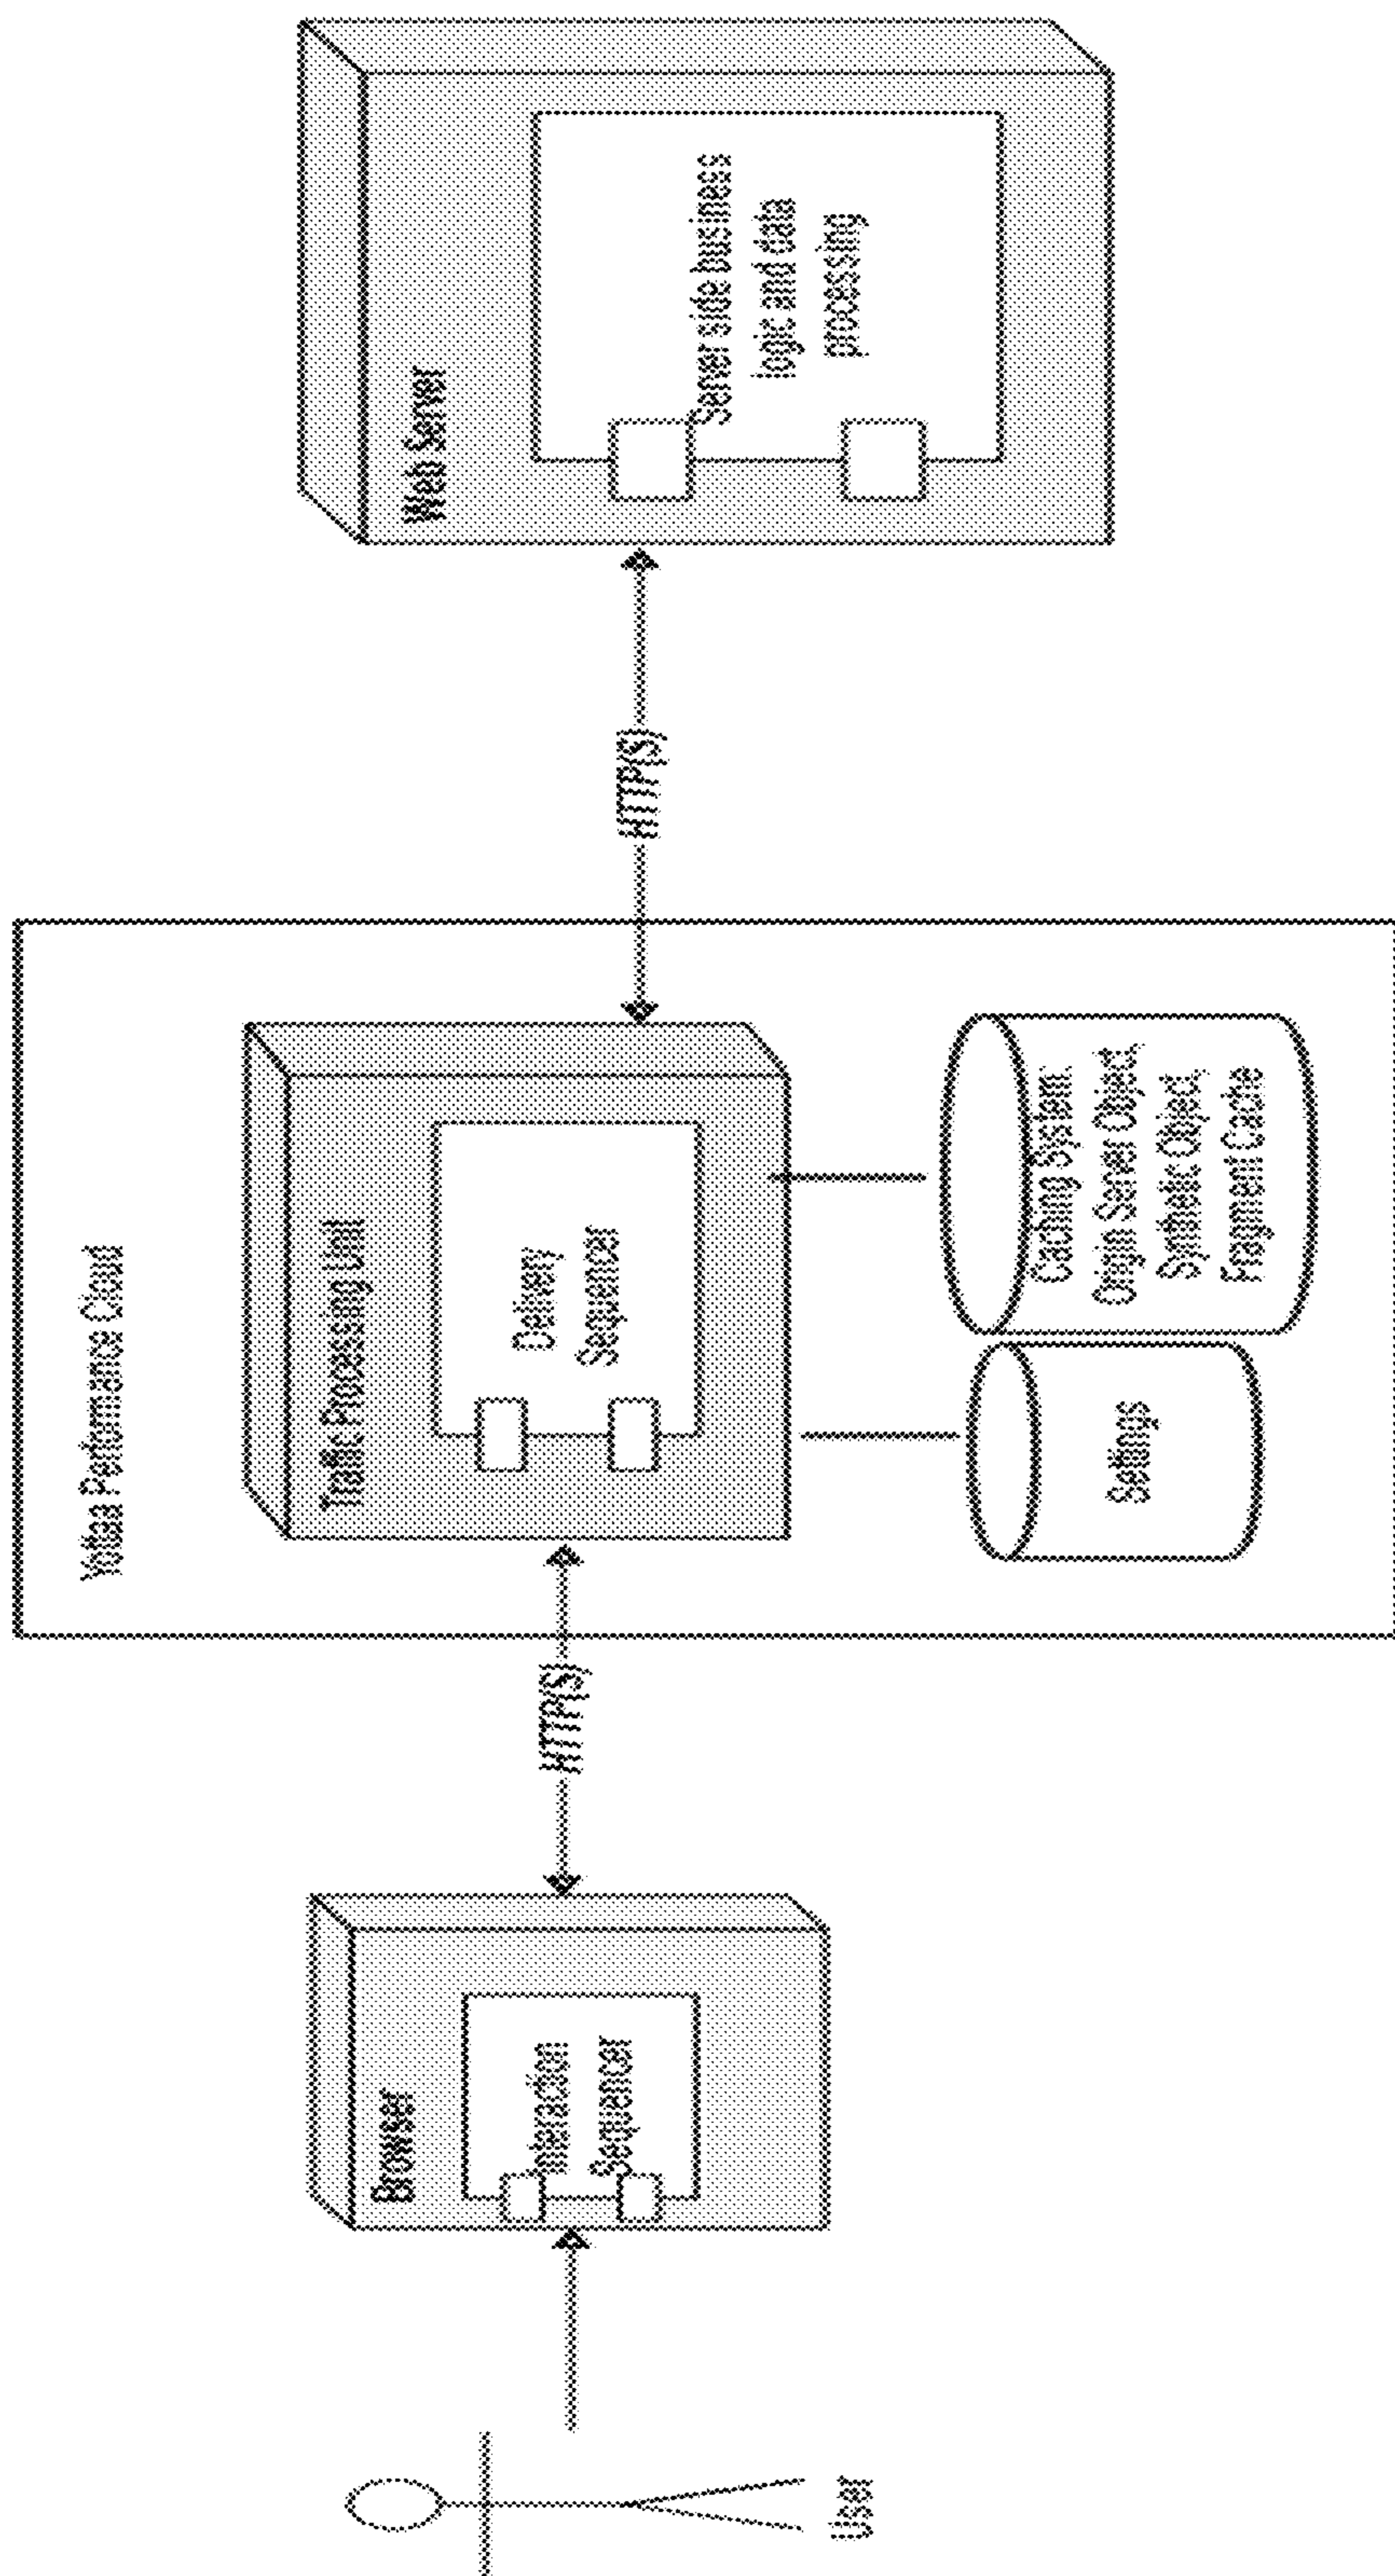 User
Browser
Interaction
Sequencer
HTTP(S)
Yottaa Performance Cloud
Traffic Processing Unit
Delivery
Sequencer
Settings
Caching System:
Origin Server Object,
Synthetic Object,
Fragment Cache
HTTP(S)
Web Server
Server side business
logic and data
processing